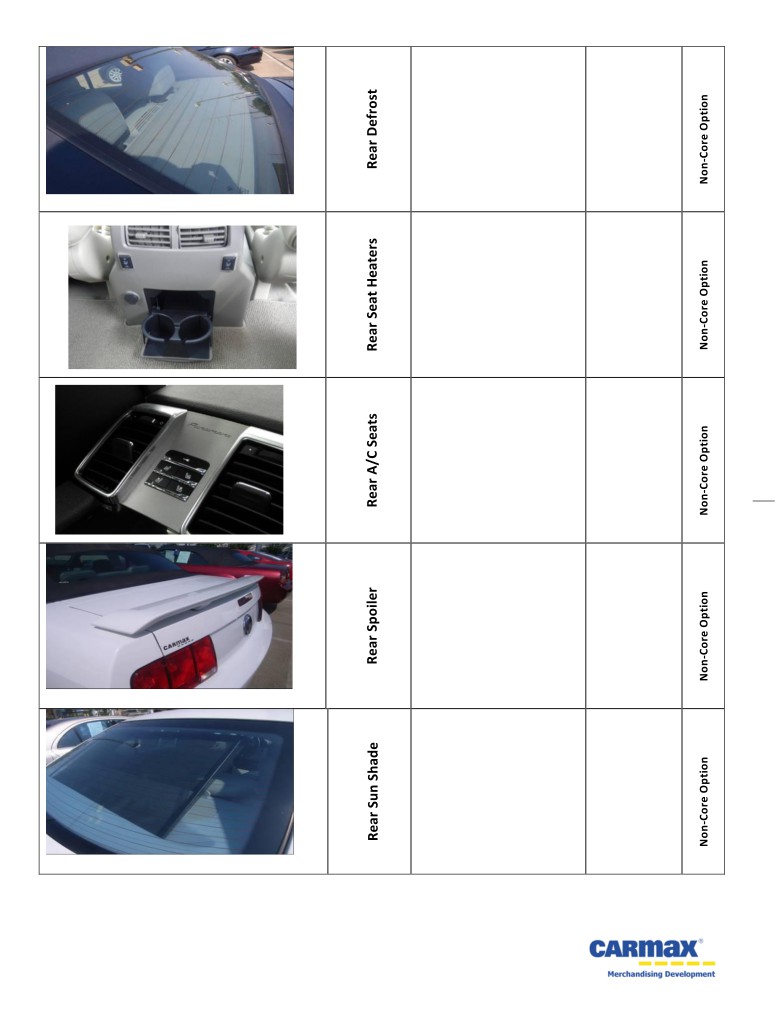 Rear Defrost
Non-Core Option
Rear Seat Heaters
Non-Core Option
Rear A/C Seats
Non-Core Option
CARMAX
Rear Spoiler
Non-Core Option
Rear Sun Shade
Non-Core Option
CARMAX®
Merchandising Development